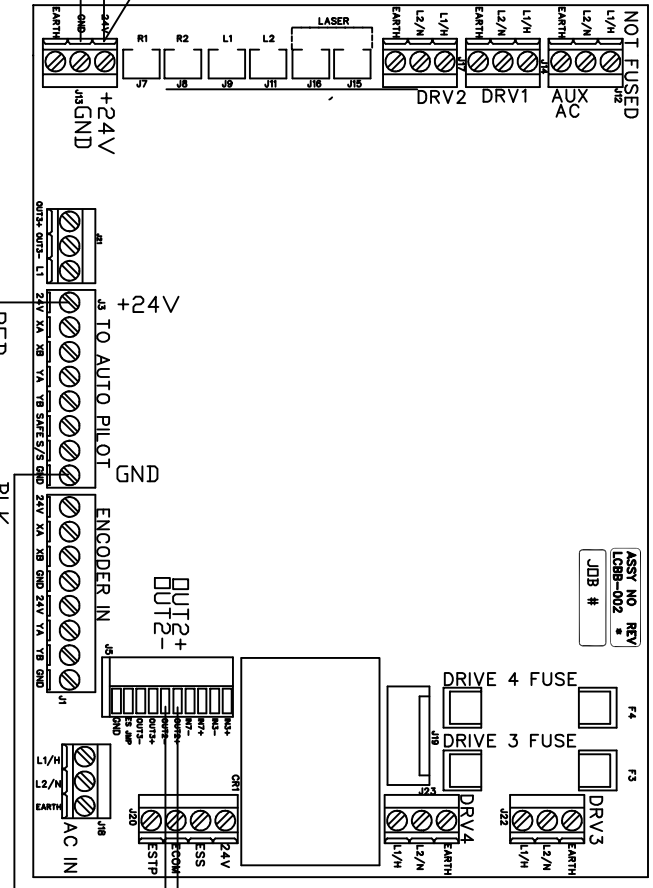 EARTH
GND
24V
J13
+24V
GND
R1
J7
R2
J8
L1
J9
L2
J11
LASER
J16
J15
EARTH
L2/N
L1/H
J17
DRV2
EARTH
L2/N
L1/H
J14
DRV1
EARTH
L2/N
L1/H
J12
AUX
AC
NOT FUSED
OUT3+
OUT3-
L1
J21
24V
XA
XB
YA
YB
SAFE
S/S
GND
J3
+24V
TO AUTO PILOT
GND
RED
BLK
24V
XA
XB
GND
24V
YA
YB
GND
ENCODER IN
J1
ASSY NO REV
LCBB-002 *
JOB #
OUT2+
OUT2-
J5
GND
ES JMP
OUT3-
OUT3+
OUT2-
OUT2+
IN7-
IN7+
IN3-
IN3+
CR1
DRIVE 4 FUSE
F4
DRIVE 3 FUSE
F3
J19
L1/H
L2/N
EARTH
J18
AC IN
J20
ESTP
ECOM
ESS
24V
J23
DRV4
L1/H
L2/N
EARTH
J22
DRV3
L1/H
L2/N
EARTH